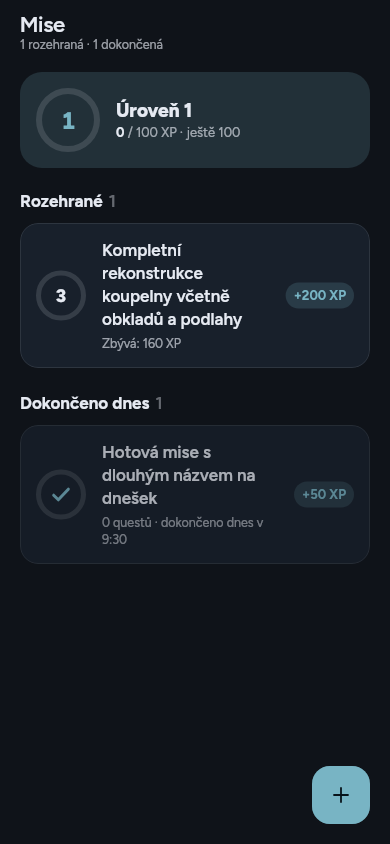 Mise
1 rozehraná · 1 dokončená
1
Úroveň 1
0 / 100 XP · ještě 100
Rozehrané 1
3
Kompletní
rekonstrukce
koupelny včetně
obkladů a podlahy
Zbývá: 160 XP
+200 XP
Dokončeno dnes 1
Hotová mise s
dlouhým názvem na
dnešek
0 questů · dokončeno dnes v
9:30
+50 XP